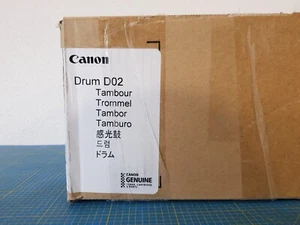 Canon
Drum D02
Tambour
Trommel
Tambor
Tamburo
感光鼓
드럼
ドラム
CANON
GENUINE